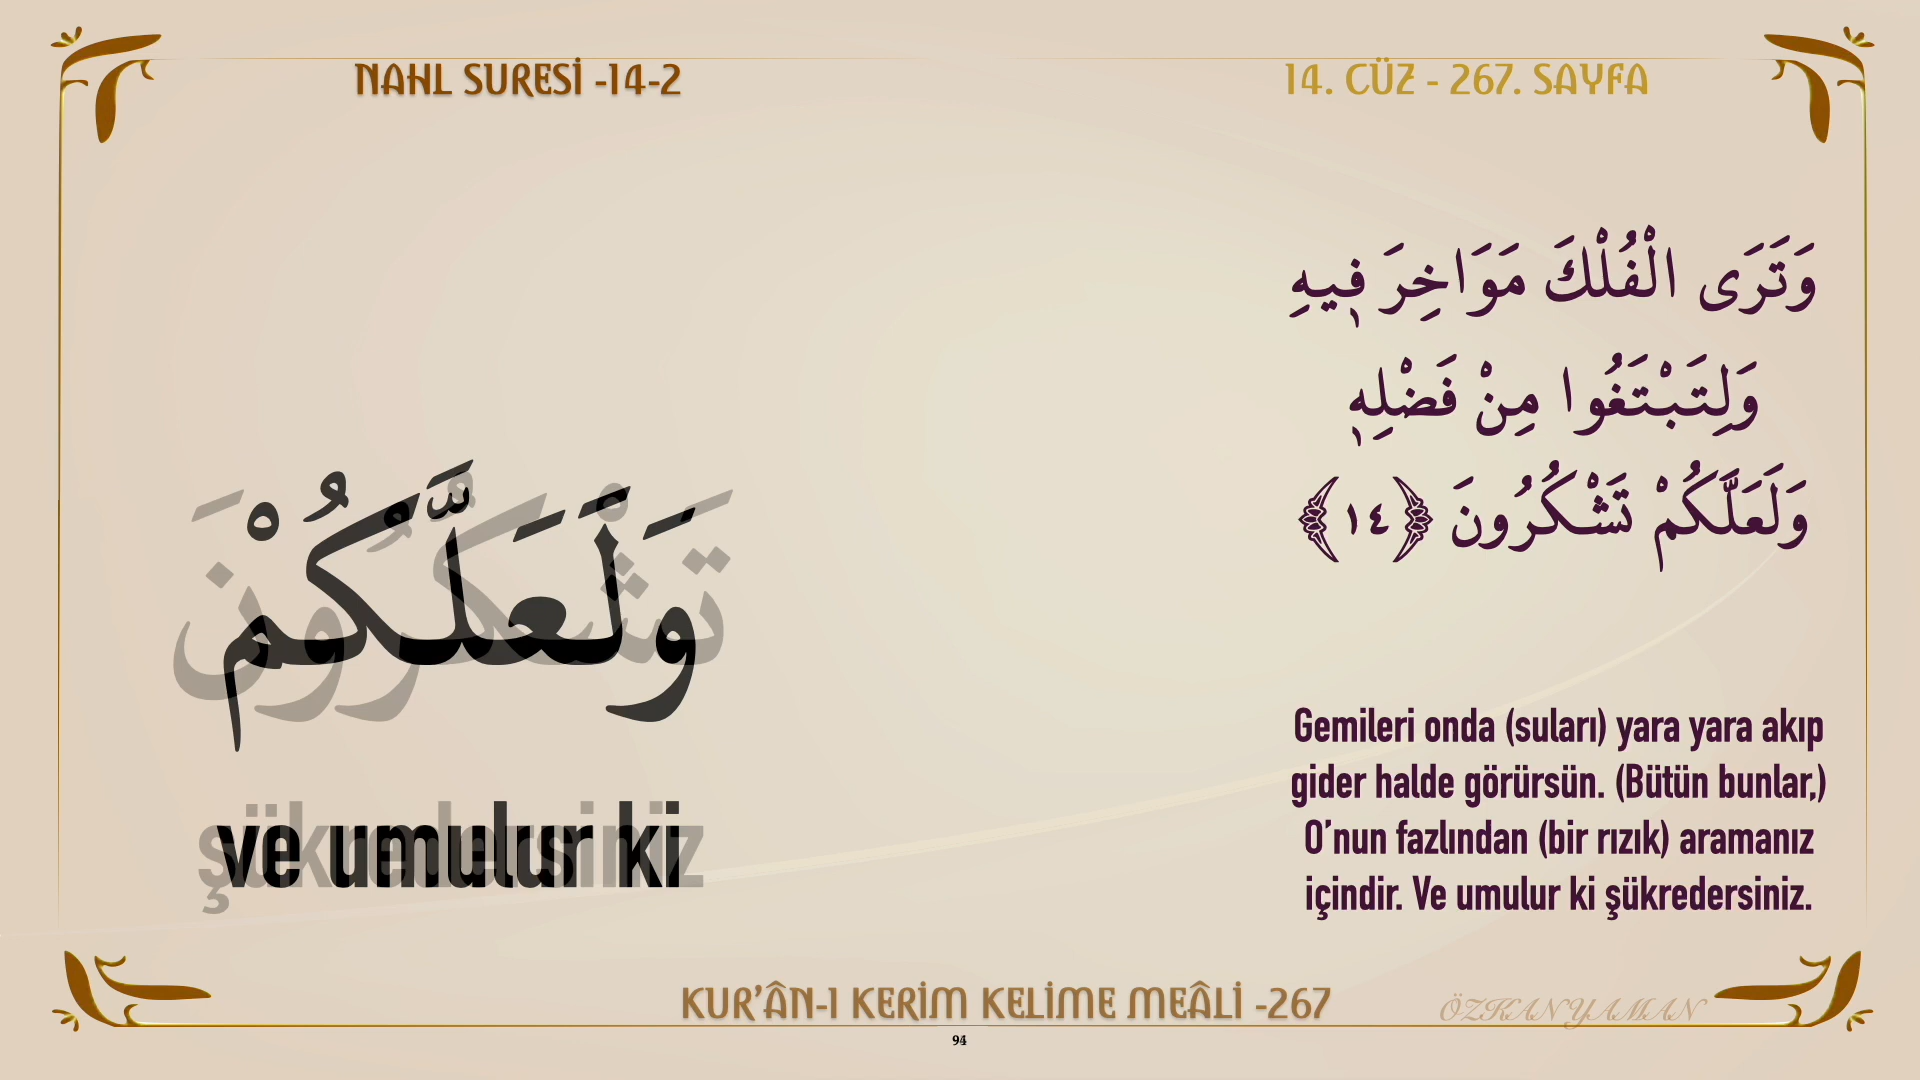 NAHL SURESİ -14-2
14. CÜZ - 267. SAYFA
وَتَرَى الْفُلْكَ مَوَاخِرَ ف۪يهِ
وَلِتَبْتَغُوا مِنْ فَضْلِه۪
وَلَعَلَّكُمْ تَشْكُرُونَ ﴿١٤﴾
وَلَعَلَّكُمْ
تَشْكُرُونَ
ve umulur ki
şükredersiniz
Gemileri onda (suları) yara yara akıp
gider halde görürsün. (Bütün bunlar,)
O’nun fazlından (bir rızık) aramanız
içindir. Ve umulur ki şükredersiniz.
KUR’ÂN-I KERİM KELİME MEÂLİ -267
ÖZKAN YAMAN
94